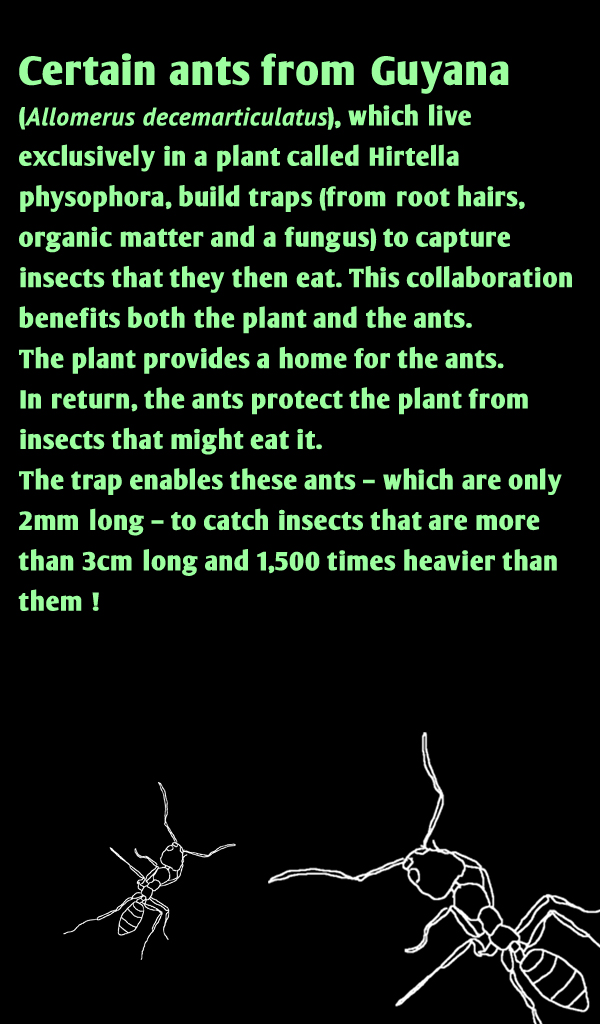 Certain ants from Guyana
(Allomerus decemarticulatus), which live
exclusively in a plant called Hirtella
physophora, build traps (from root hairs,
organic matter and a fungus) to capture
insects that they then eat. This collaboration
benefits both the plant and the ants.
The plant provides a home for the ants.
In return, the ants protect the plant from
insects that might eat it.
The trap enables these ants – which are only
2mm long – to catch insects that are more
than 3cm long and 1,500 times heavier than
them !